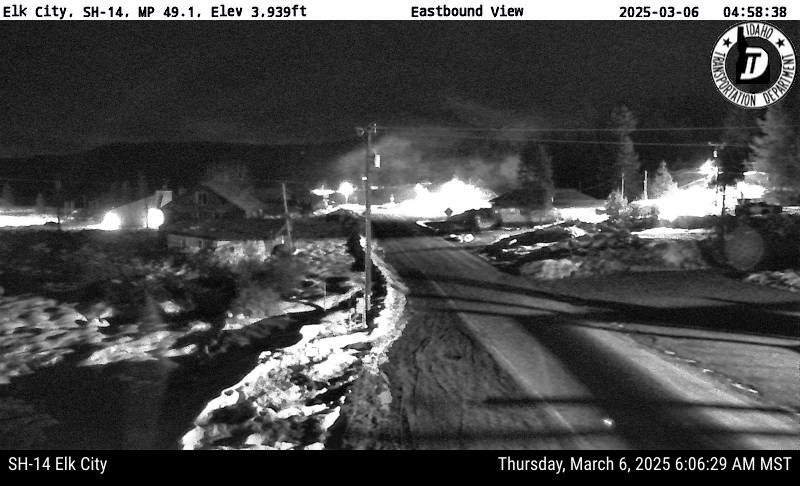 Elk City, SH-14, MP 49.1, Elev 3,939ft Eastbound View 2025-03-06 04:58:38
IDAHO
TRANSPORTATION DEPARTMENT
SH-14 Elk City Thursday, March 6, 2025 6:06:29 AM MST